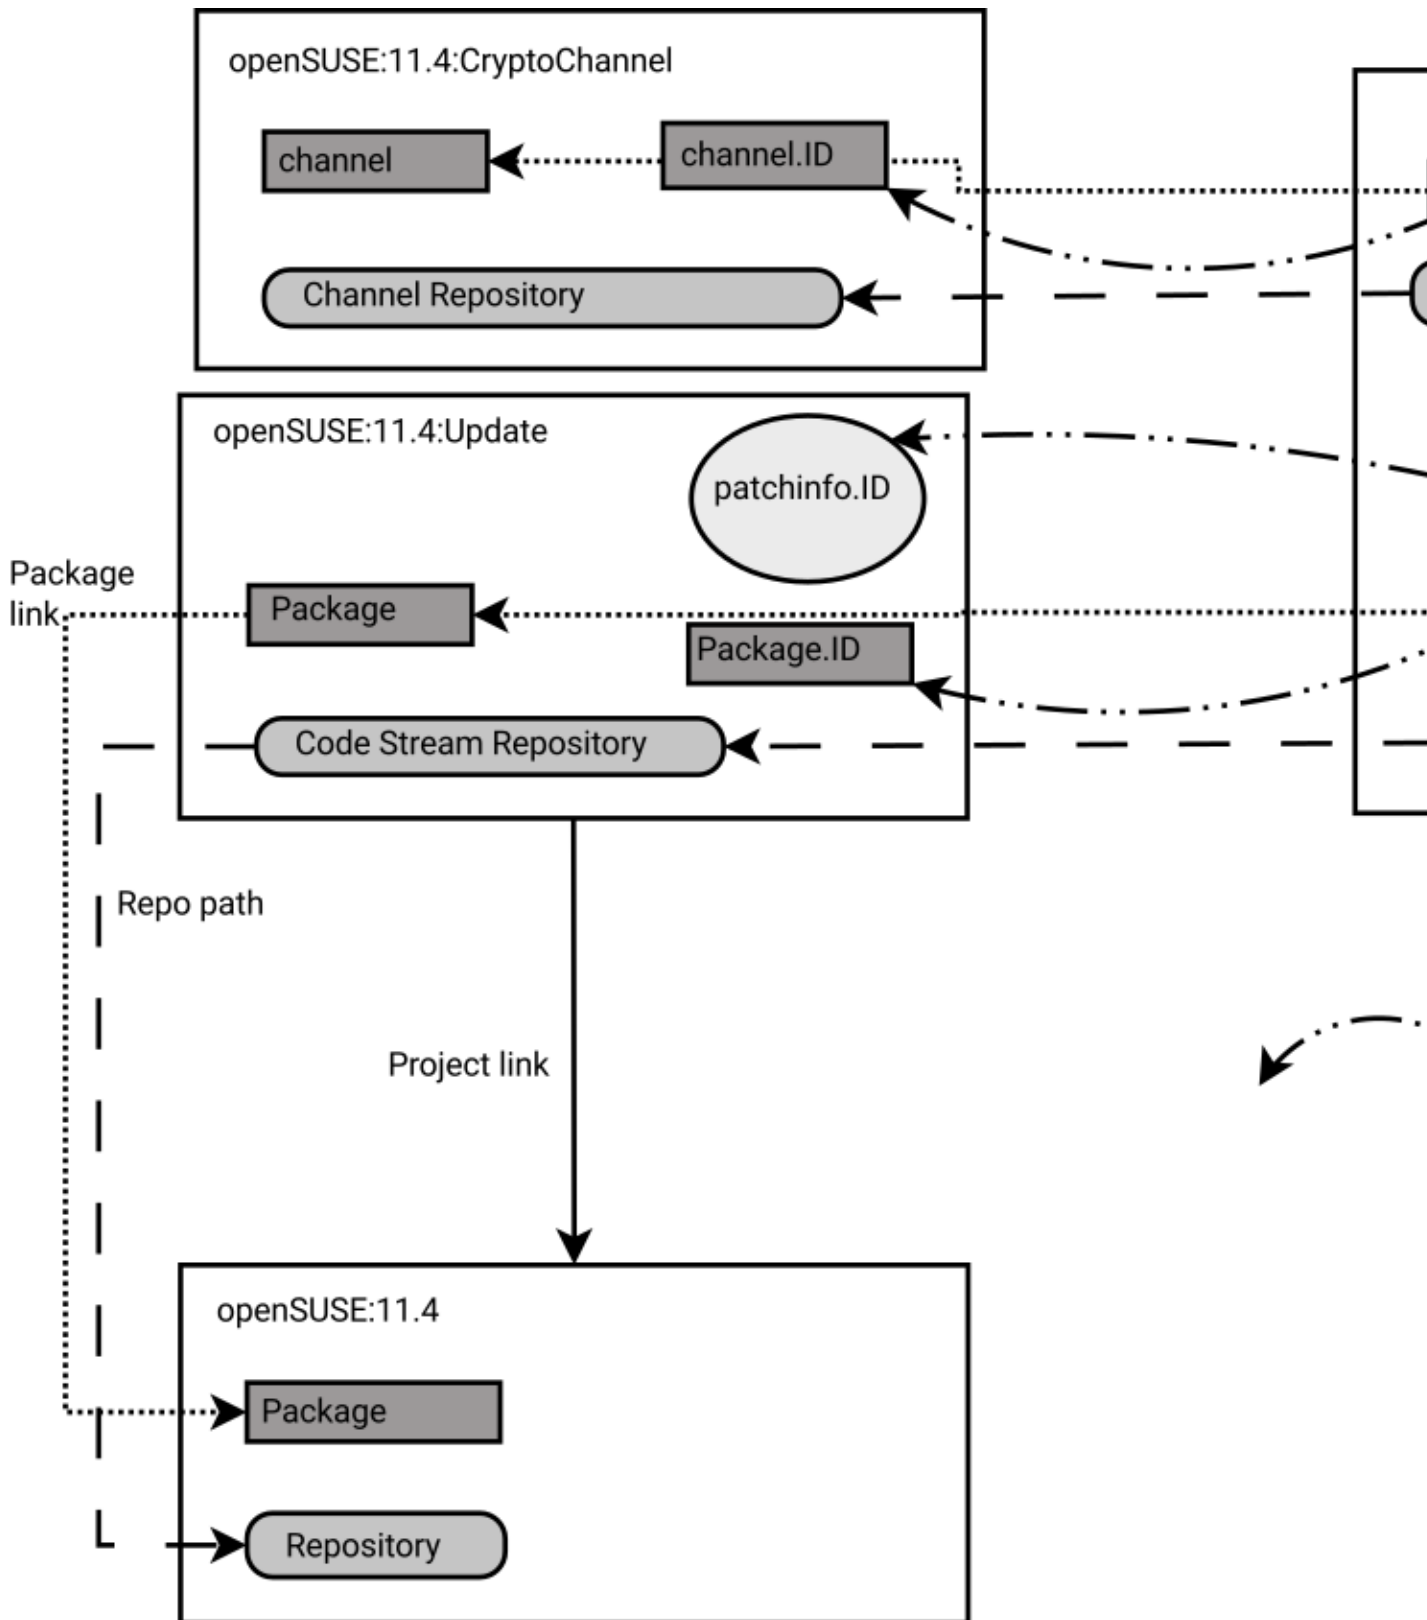 openSUSE:11.4:CryptoChannel
channel
channel.ID
Channel Repository
openSUSE:11.4:Update
patchinfo.ID
Package
link
Package
Package.ID
Code Stream Repository
Repo path
Project link
openSUSE:11.4
Package
Repository